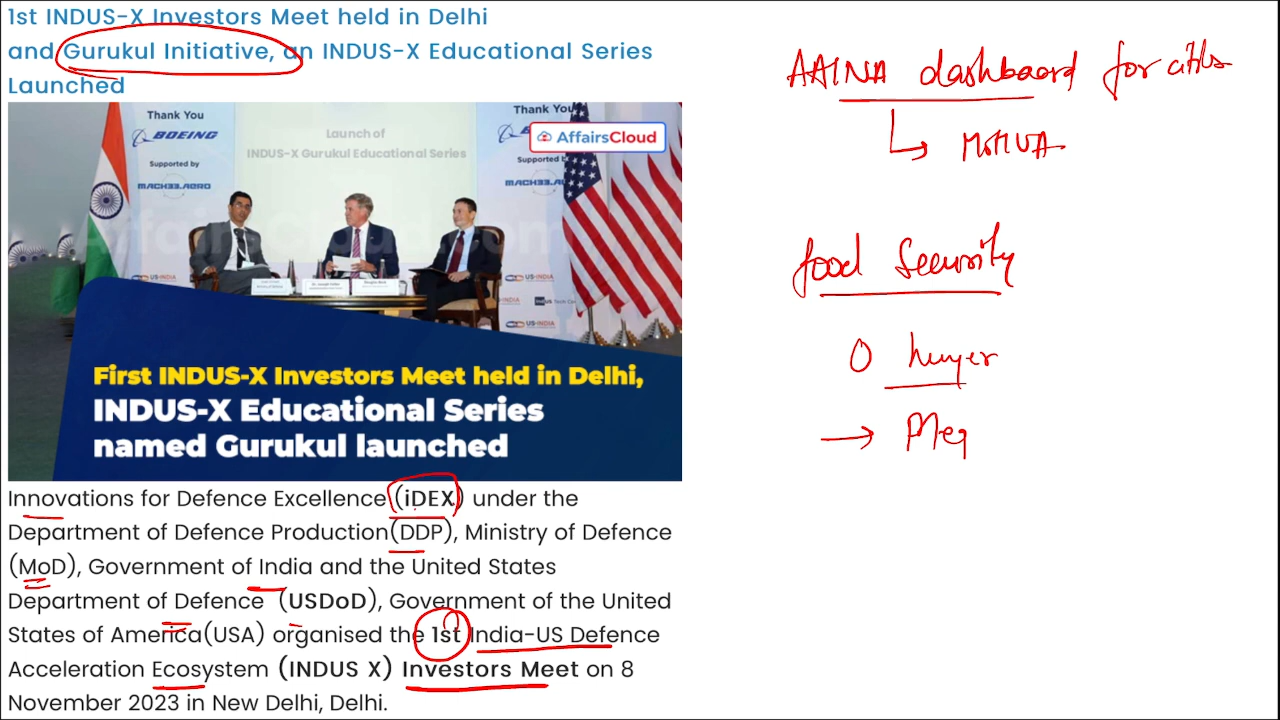 1st INDUS-X Investors Meet held in Delhi
and Gurukul Initiative, an INDUS-X Educational Series
Launched
Thank You
BOEING
Supported by
MACH33.AERO
Launch of
INDUS-X Gurukul Educational Series
Thank You
AffairsCloud
Supported b
MACH33.AE
US-INDIA
First INDUS-X Investors Meet held in Delhi,
INDUS-X Educational Series
named Gurukul launched
Innovations for Defence Excellence (iDEX) under the
Department of Defence Production(DDP), Ministry of Defence
(MoD), Government of India and the United States
Department of Defence (USDoD), Government of the United
States of America(USA) organised the 1st India-US Defence
Acceleration Ecosystem (INDUS X) Investors Meet on 8
November 2023 in New Delhi, Delhi.
AAINA dashboard for
MoHUA
food Security
0 hunger